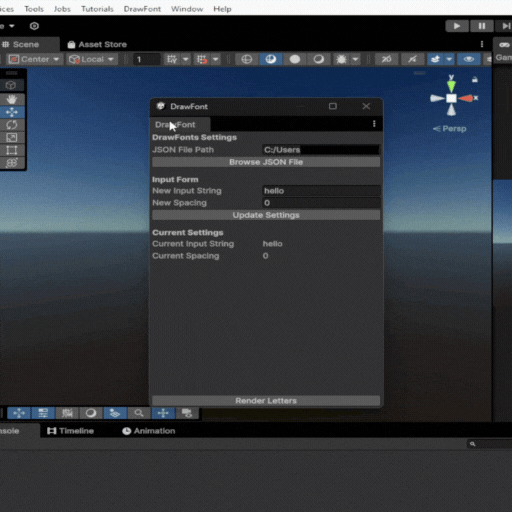 ices Tools Jobs Tutorials DrawFont Window Help
Scene Asset Store
Center Local 1
Gam
DrawFont
DrawFont
y
x
Persp
DrawFonts Settings
JSON File Path C:/Users
Browse JSON File
Input Form
New Input String hello
New Spacing 0
Update Settings
Current Settings
Current Input String hello
Current Spacing 0
Render Letters
nsole Timeline Animation